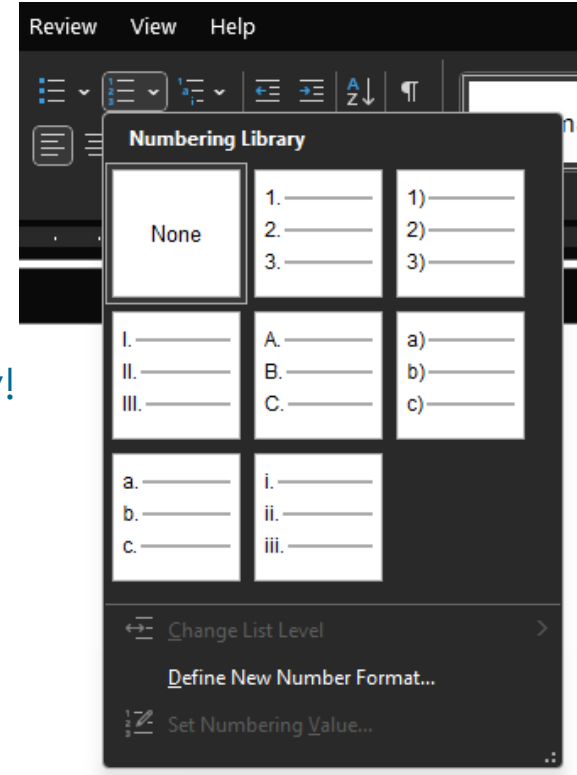 Review View Help
Numbering Library
None
1.
2.
3.
1)
2)
3)
I.
II.
III.
A.
B.
C.
a)
b)
c)
a.
b.
c.
i.
ii.
iii.
Change List Level
Define New Number Format...
Set Numbering Value...